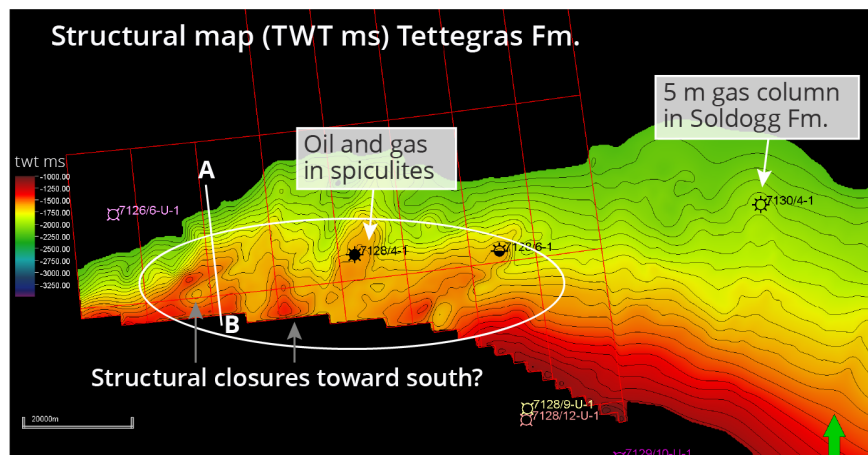 Structural map (TWT ms) Tettegras Fm.
5 m gas column
in Soldogg Fm.
Oil and gas
in spiculites
twt ms
-1000.00
-1250.00
-1500.00
-1750.00
-2000.00
-2250.00
-2500.00
-2750.00
-3000.00
-3250.00
A
7126/6-U-1
7130/4-1
7128/4-1
7128/6-1
B
Structural closures toward south?
20000m
7128/9-U-1
7128/12-U-1
7129/10-U-1